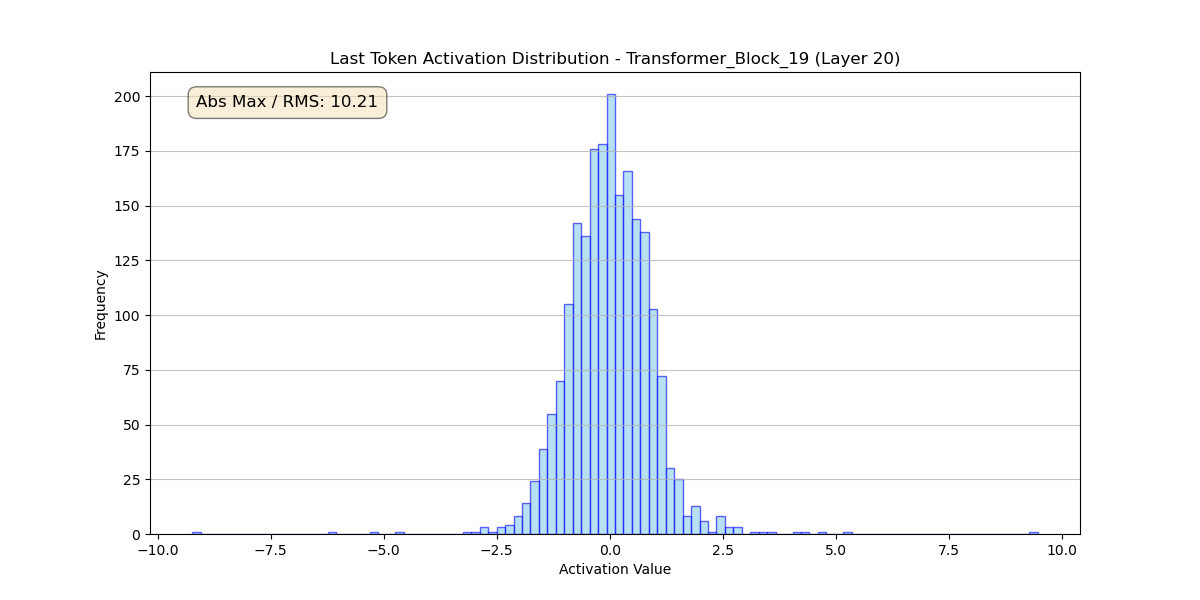 Last Token Activation Distribution - Transformer_Block_19 (Layer 20)
Abs Max / RMS: 10.21
200
175
150
125
100
75
50
25
0
Frequency
−10.0 −7.5 −5.0 −2.5 0.0 2.5 5.0 7.5 10.0
Activation Value